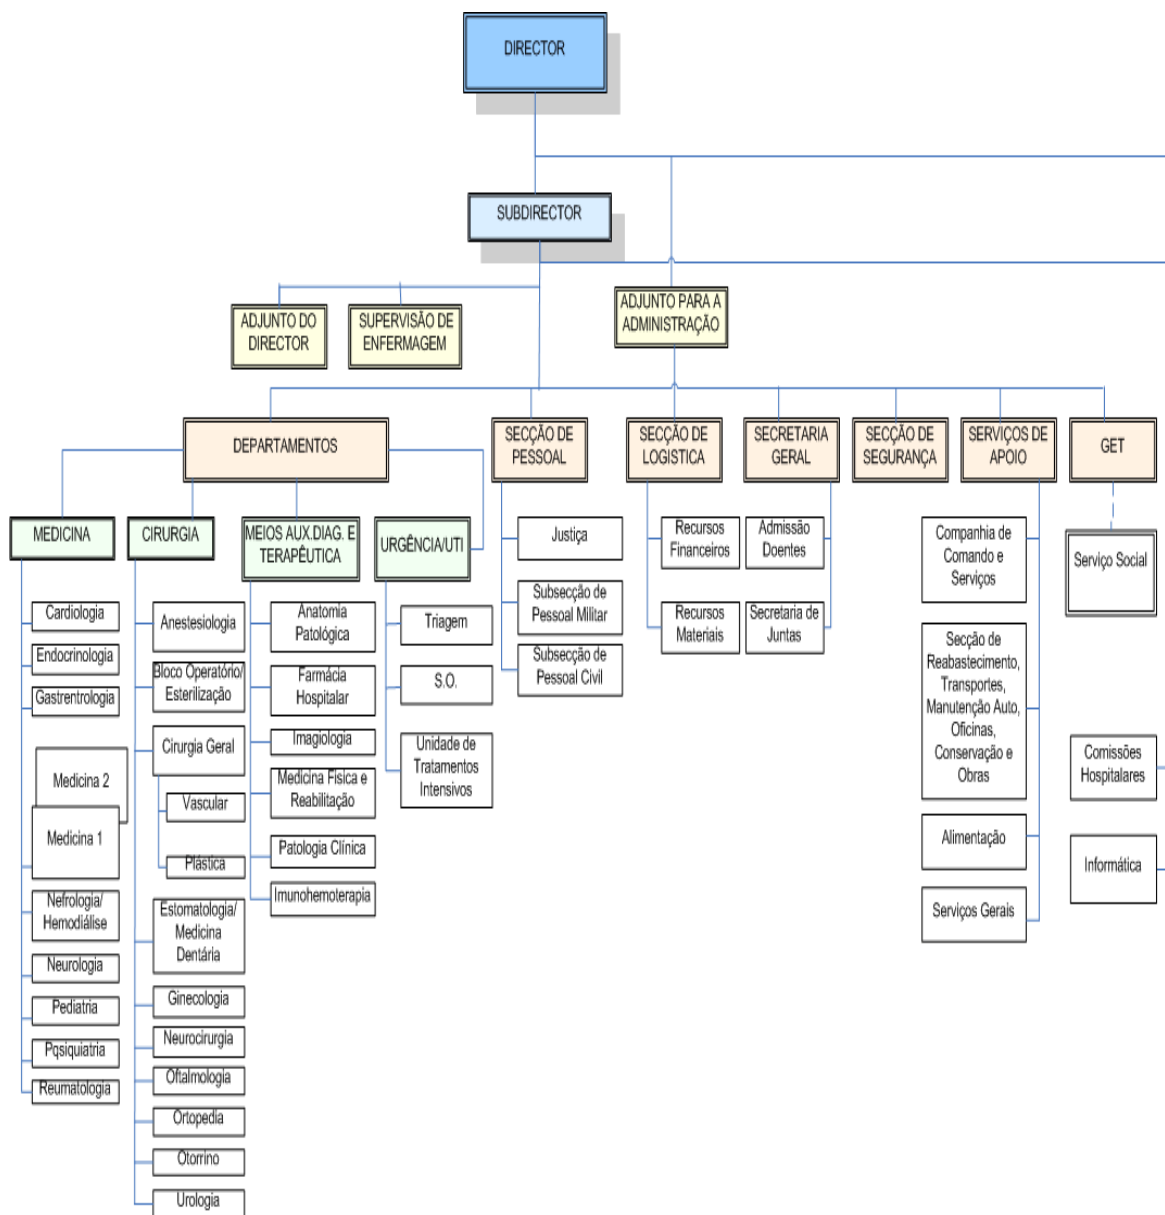 DIRECTOR
SUBDIRECTOR
ADJUNTO DO
DIRECTOR
SUPERVISÃO DE
ENFERMAGEM
ADJUNTO PARA A
ADMINISTRAÇÃO
DEPARTAMENTOS
SECÇÃO DE
PESSOAL
SECÇÃO DE
LOGISTICA
SECRETARIA
GERAL
SECÇÃO DE
SEGURANÇA
SERVIÇOS DE
APOIO
GET
MEDICINA
CIRURGIA
MEIOS AUX.DIAG. E
TERAPÊUTICA
URGÊNCIA/UTI
Cardiologia
Endocrinologia
Gastrentrologia
Medicina 2
Medicina 1
Nefrologia/
Hemodiálise
Neurologia
Pediatria
Pqsiquiatria
Reumatologia
Anestesiologia
Bloco Operatório/
Esterilização
Cirurgia Geral
Vascular
Plástica
Estomatologia/
Medicina
Dentária
Ginecologia
Neurocirurgia
Oftalmologia
Ortopedia
Otorrino
Urologia
Anatomia
Patológica
Farmácia
Hospitalar
Imagiologia
Medicina Fisica e
Reabilitação
Patologia Clínica
Imunohemoterapia
Triagem
S.O.
Unidade de
Tratamentos
Intensivos
Justiça
Subsecção de
Pessoal Militar
Subsecção de
Pessoal Civil
Recursos
Financeiros
Recursos
Materiais
Admissão
Doentes
Secretaria de
Juntas
Companhia de
Comando e
Serviços
Secção de
Reabastecimento,
Transportes,
Manutenção Auto,
Oficinas,
Conservação e
Obras
Alimentação
Serviços Gerais
Serviço Social
Comissões
Hospitalares
Informática